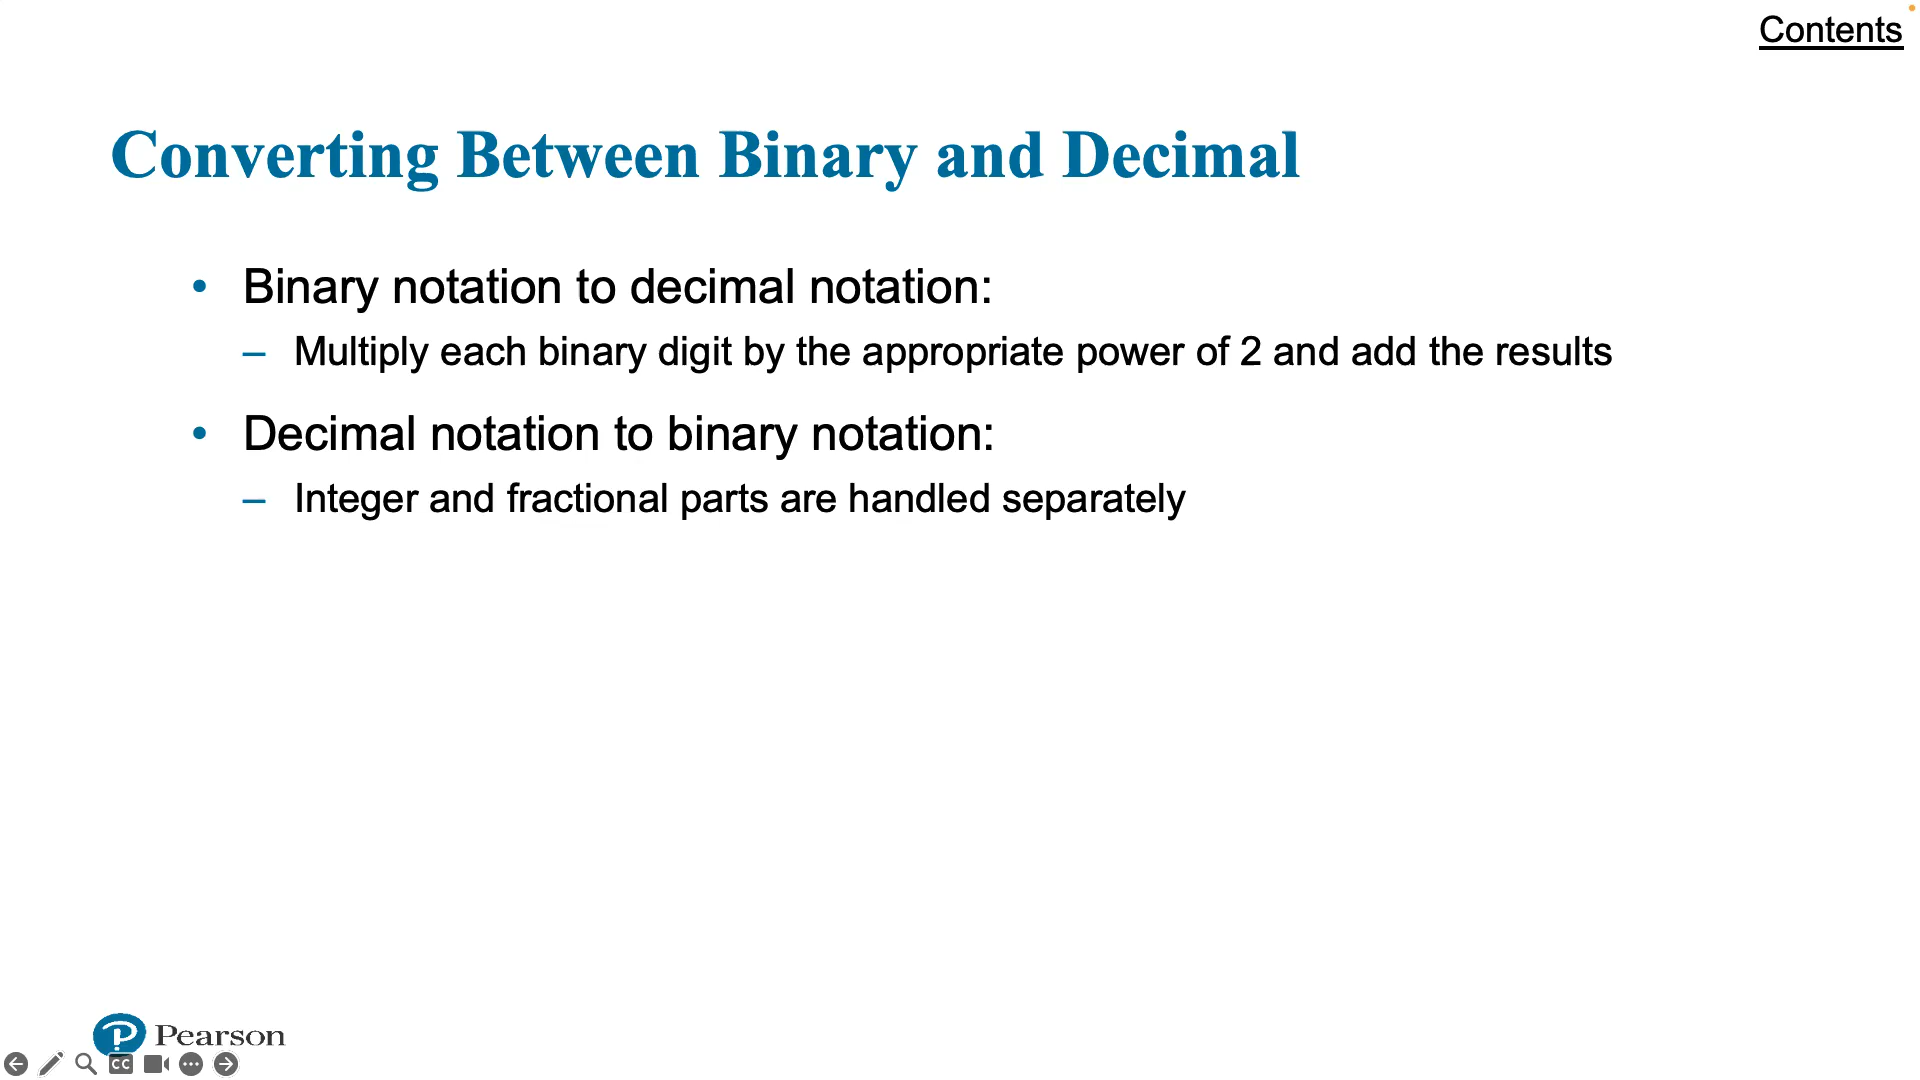 Contents
Converting Between Binary and Decimal
• Binary notation to decimal notation:
– Multiply each binary digit by the appropriate power of 2 and add the results
• Decimal notation to binary notation:
– Integer and fractional parts are handled separately
P Pearson
CC